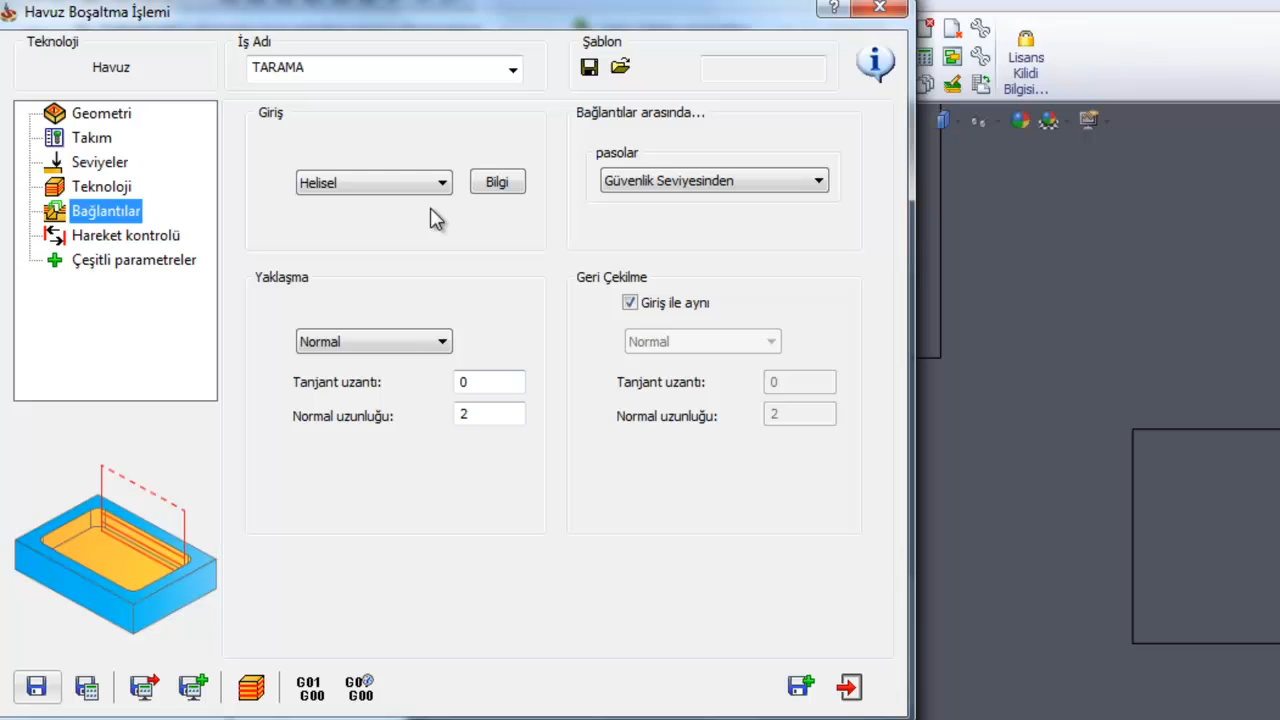 Havuz Boşaltma İşlemi
Teknoloji
Havuz
İş Adı
TARAMA
Şablon
Lisans
Kilidi
Bilgisi...
Geometri
Takım
Seviyeler
Teknoloji
Bağlantılar
Hareket kontrolü
Çeşitli parametreler
Giriş
Helisel
Bilgi
Bağlantılar arasında...
pasolar
Güvenlik Seviyesinden
Yaklaşma
Normal
Tanjant uzantı:
0
Normal uzunluğu:
2
Geri Çekilme
Giriş ile aynı
Normal
Tanjant uzantı:
0
Normal uzunluğu:
2
G01
G00
G0
G00